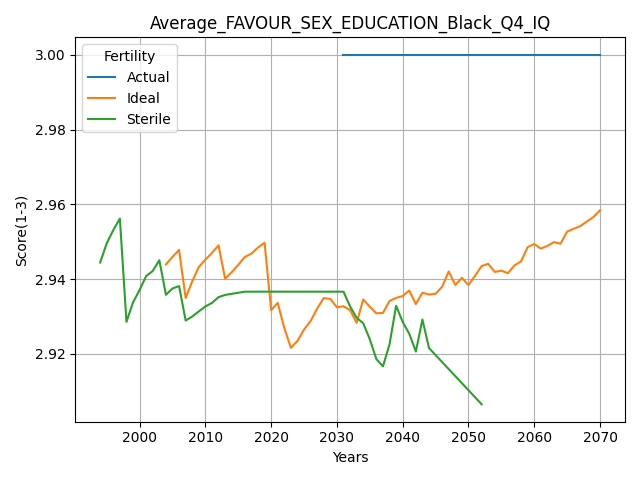 Average_FAVOUR_SEX_EDUCATION_Black_Q4_IQ
Fertility
Actual
Ideal
Sterile
3.00
2.98
2.96
2.94
2.92
Score(1-3)
2000 2010 2020 2030 2040 2050 2060 2070
Years